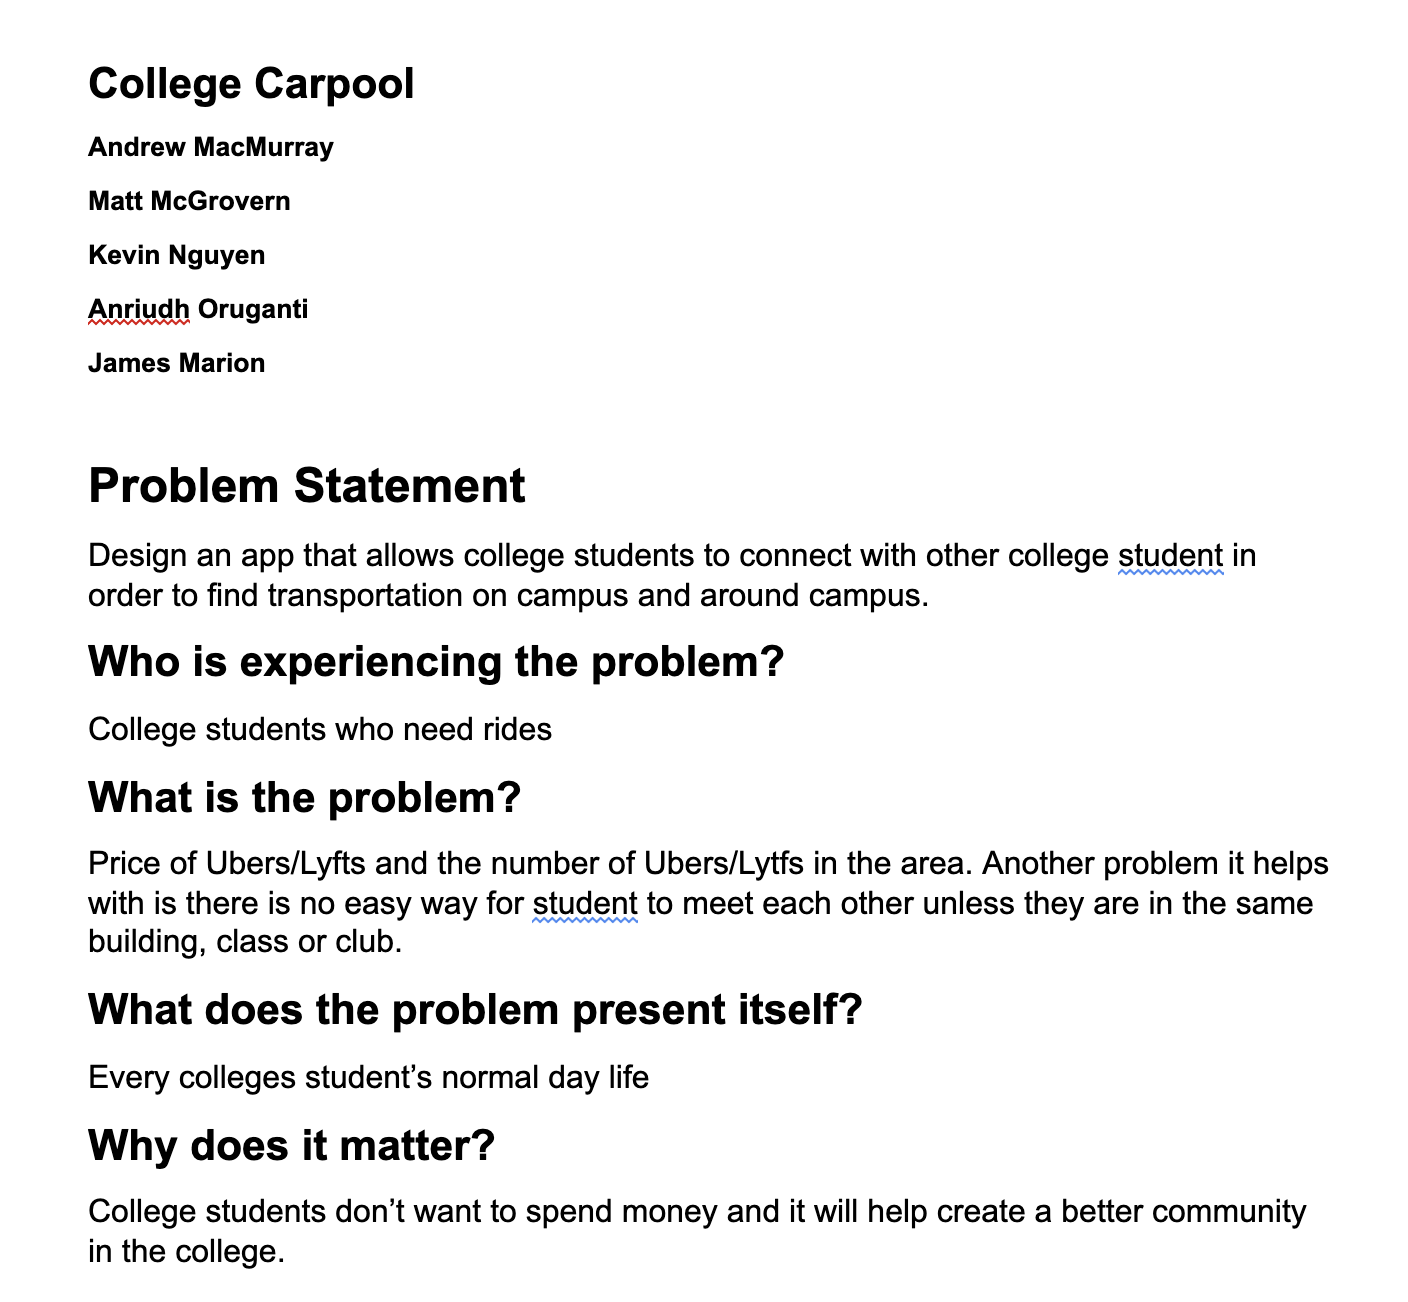 College Carpool
Andrew MacMurray
Matt McGrovern
Kevin Nguyen
Anriudh Oruganti
James Marion
Problem Statement
Design an app that allows college students to connect with other college student in
order to find transportation on campus and around campus.
Who is experiencing the problem?
College students who need rides
What is the problem?
Price of Ubers/Lyfts and the number of Ubers/Lytfs in the area. Another problem it helps
with is there is no easy way for student to meet each other unless they are in the same
building, class or club.
What does the problem present itself?
Every colleges student’s normal day life
Why does it matter?
College students don’t want to spend money and it will help create a better community
in the college.